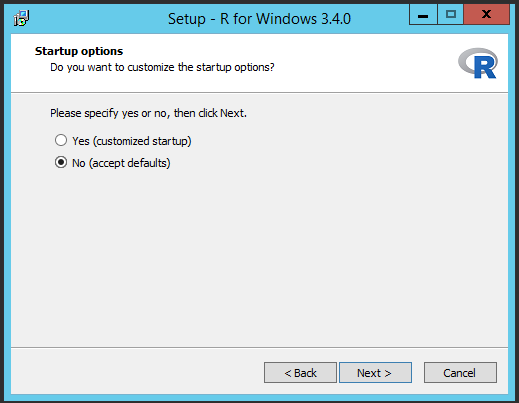 Setup - R for Windows 3.4.0
Startup options
Do you want to customize the startup options?
R
Please specify yes or no, then click Next.
Yes (customized startup)
No (accept defaults)
< Back
Next >
Cancel